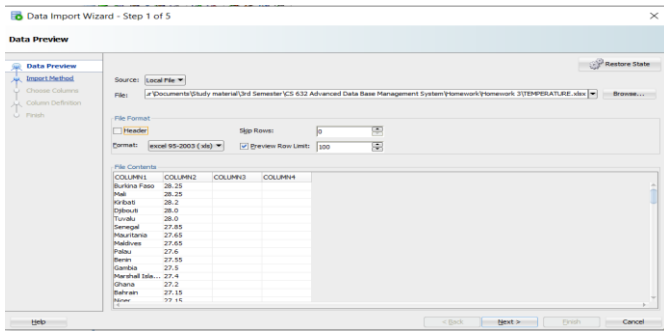 Data Import Wizard - Step 1 of 5
Data Preview
Data Preview
Import Method
Choose Columns
Column Definition
Finish
Restore State
Source: Local File
File: \Documents\Study material\3rd Semester\CS 632 Advanced Data Base Management System\Homework\Homework 3\TEMPERATURE.xlsx Browse...
File Format
Header Skip Rows: 0
Format: excel 95-2003 (.xls) Preview Row Limit: 100
File Contents
COLUMN1 COLUMN2 COLUMN3 COLUMN4
Burkina Faso 28.25
Mali 28.25
Kiribati 28.2
Djibouti 28.0
Tuvalu 28.0
Senegal 27.85
Mauritania 27.65
Maldives 27.65
Palau 27.6
Benin 27.55
Gambia 27.5
Marshall Isla... 27.4
Ghana 27.2
Bahrain 27.15
Niger 27.15
Help < Back Next > Finish Cancel